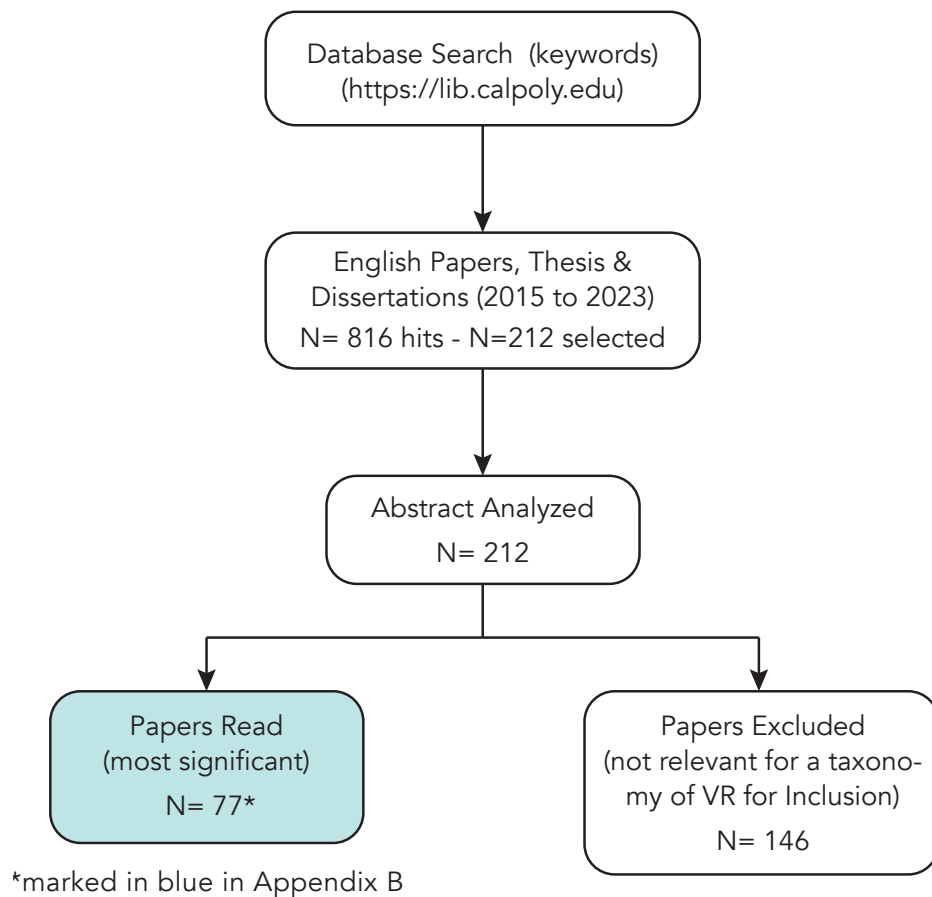 Database Search (keywords)
(https://lib.calpoly.edu)
English Papers, Thesis &
Dissertations (2015 to 2023)
N= 816 hits - N=212 selected
Abstract Analyzed
N= 212
Papers Read
(most significant)
N= 77*
Papers Excluded
(not relevant for a taxono-
my of VR for Inclusion)
N= 146
*marked in blue in Appendix B